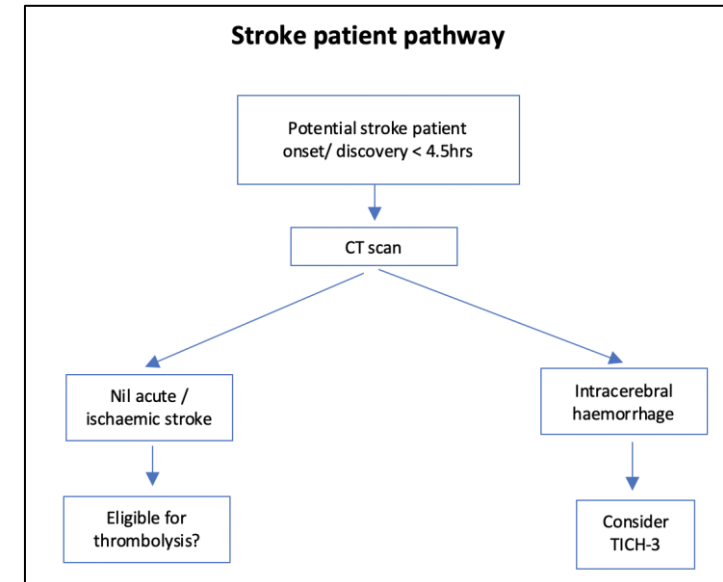 Stroke patient pathway
Potential stroke patient
onset/ discovery < 4.5hrs
CT scan
Nil acute /
ischaemic stroke
Intracerebral
haemorrhage
Eligible for
thrombolysis?
Consider
TICH-3